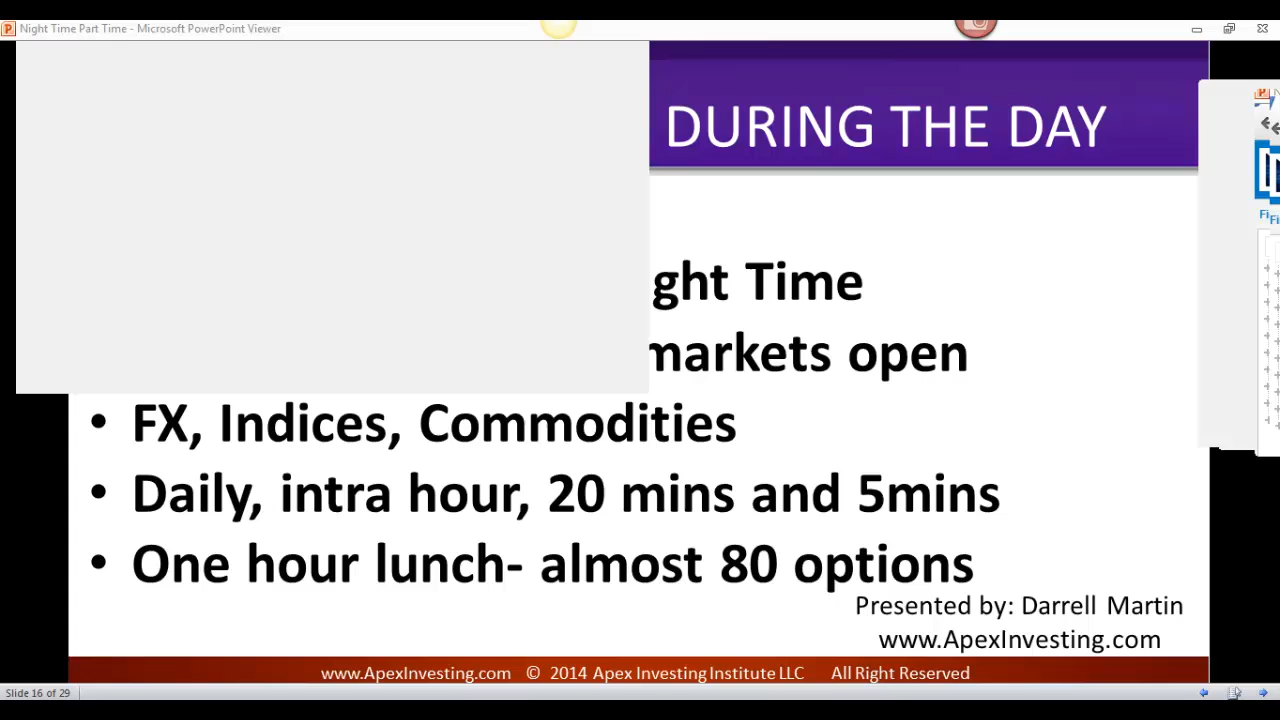 Night Time Part Time - Microsoft PowerPoint Viewer
DURING THE DAY
ght Time
markets open
• FX, Indices, Commodities
• Daily, intra hour, 20 mins and 5mins
• One hour lunch- almost 80 options
Presented by: Darrell Martin
www.ApexInvesting.com
www.ApexInvesting.com © 2014 Apex Investing Institute LLC All Right Reserved
Slide 16 of 29